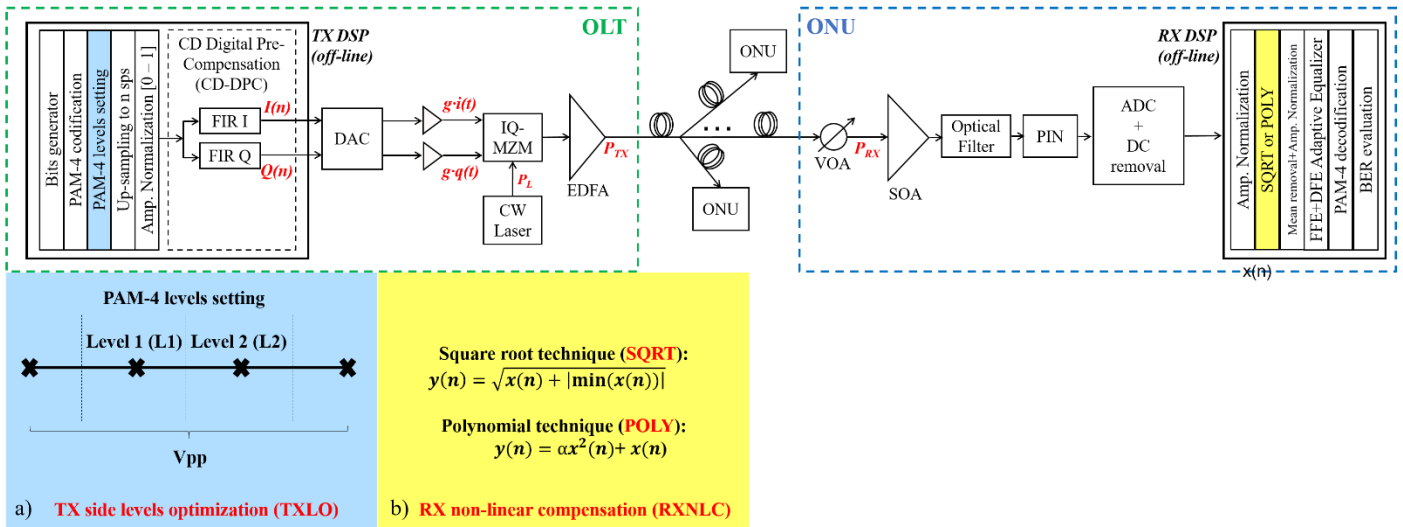 OLT
ONU
TX DSP
(off-line)
Bits generator
PAM-4 codification
PAM-4 levels setting
Up-sampling to n sps
Amp. Normalization [0 – 1]
CD Digital Pre-
Compensation
(CD-DPC)
FIR I
FIR Q
I(n)
Q(n)
DAC
g·i(t)
g·q(t)
IQ-
MZM
P_L
CW
Laser
EDFA
P_TX
ONU
...
ONU
VOA
P_RX
SOA
Optical
Filter
PIN
ADC
+
DC
removal
RX DSP
(off-line)
Amp. Normalization
SQRT or POLY
Mean removal+Amp. Normalization
FFE+DFE Adaptive Equalizer
PAM-4 decodification
BER evaluation
x(n)
PAM-4 levels setting
Level 1 (L1) Level 2 (L2)
Vpp
a) TX side levels optimization (TXLO)
Square root technique (SQRT):
y(n) = √(x(n) + |min(x(n))|)
Polynomial technique (POLY):
y(n) = αx²(n)+ x(n)
b) RX non-linear compensation (RXNLC)